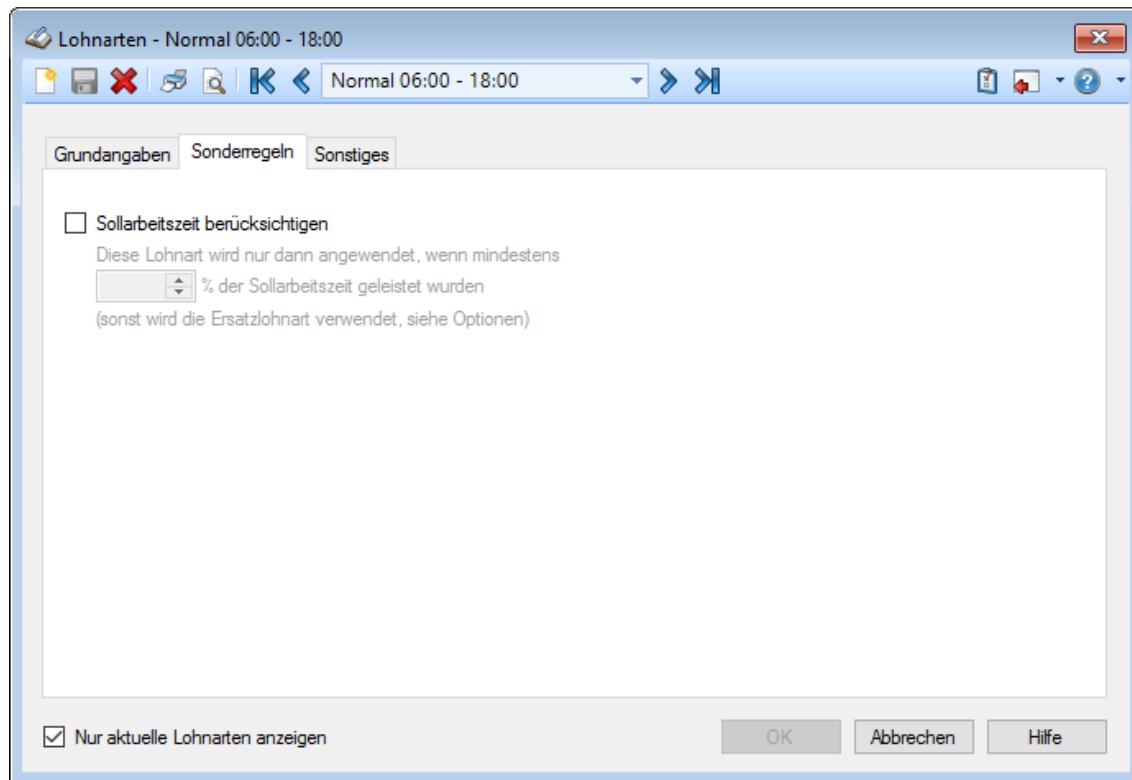 Lohnarten - Normal 06:00 - 18:00
Normal 06:00 - 18:00
Grundangaben Sonderregeln Sonstiges
Sollarbeitszeit berücksichtigen
Diese Lohnart wird nur dann angewendet, wenn mindestens
% der Sollarbeitszeit geleistet wurden
(sonst wird die Ersatzlohnart verwendet, siehe Optionen)
Nur aktuelle Lohnarten anzeigen OK Abbrechen Hilfe